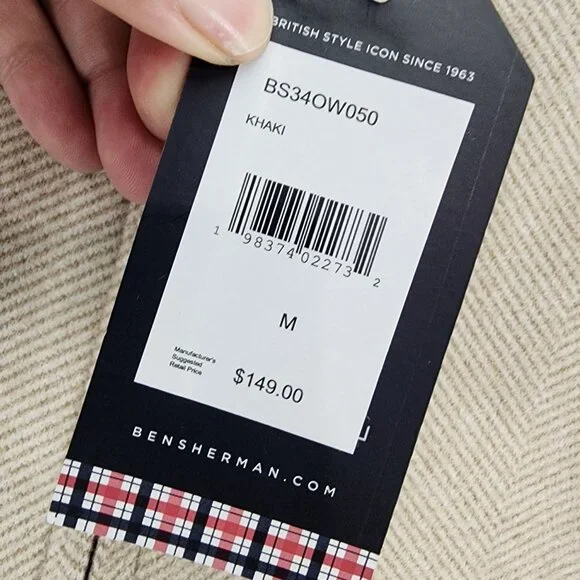 BRITISH STYLE ICON SINCE 1963
BS34OW050
KHAKI
1 98374 02273 2
M
Manufacturer's
Suggested
Retail Price
$149.00
BENSHERMAN.COM